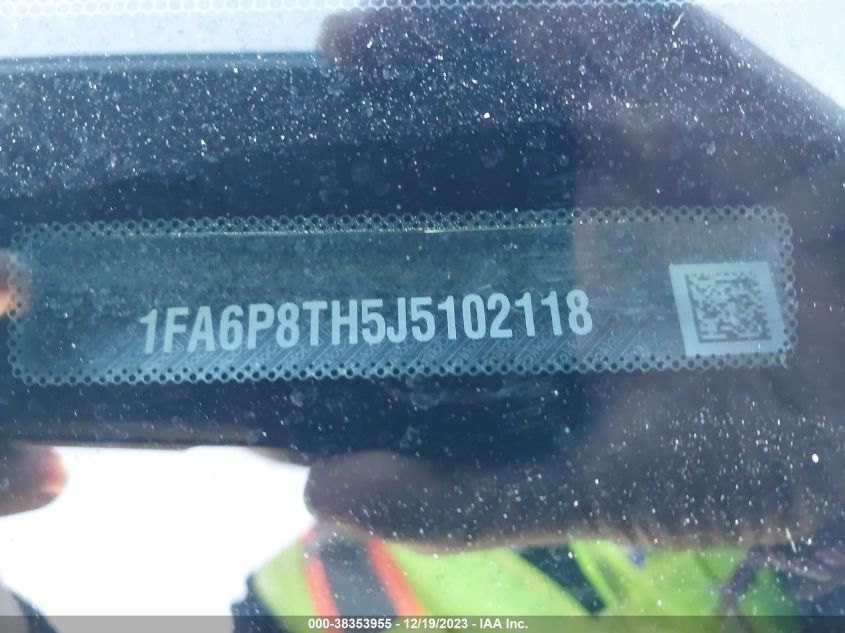 1FA6P8TH5J5102118
000-38353955 - 12/19/2023 - IAA Inc.